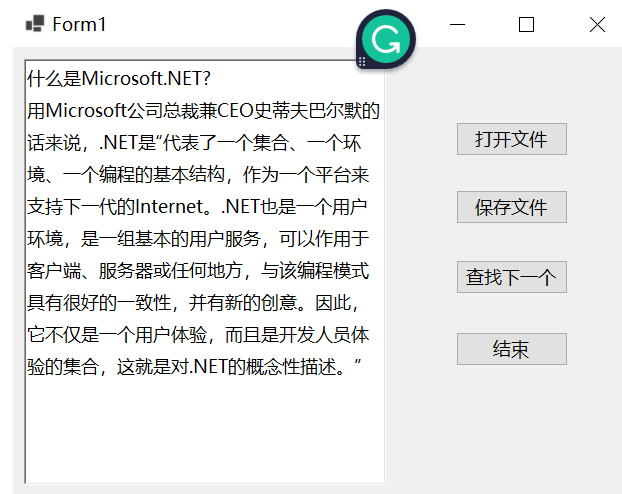 Form1
什么是Microsoft.NET?
用Microsoft公司总裁兼CEO史蒂夫巴尔默的
话来说，.NET是“代表了一个集合、一个环
境、一个编程的基本结构，作为一个平台来
支持下一代的Internet。.NET也是一个用户
环境，是一组基本的用户服务，可以作用于
客户端、服务器或任何地方，与该编程模式
具有很好的一致性，并有新的创意。因此，
它不仅是一个用户体验，而且是开发人员体
验的集合，这就是对.NET的概念性描述。”
打开文件
保存文件
查找下一个
结束